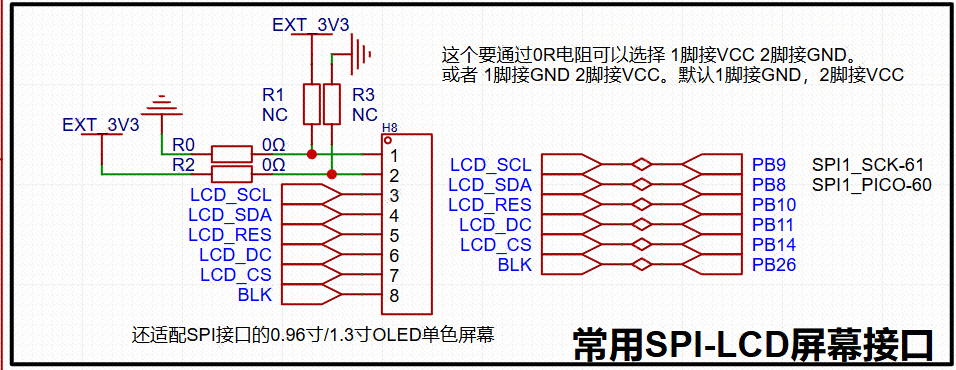 EXT_3V3
这个要通过0R电阻可以选择 1脚接VCC 2脚接GND。
或者 1脚接GND 2脚接VCC。默认1脚接GND，2脚接VCC
R1
NC
R3
NC
EXT_3V3
H8
R0 0Ω
R2 0Ω
1
2
LCD_SCL 3
LCD_SDA 4
LCD_RES 5
LCD_DC 6
LCD_CS 7
BLK 8
LCD_SCL PB9 SPI1_SCK-61
LCD_SDA PB8 SPI1_PICO-60
LCD_RES PB10
LCD_DC PB11
LCD_CS PB14
BLK PB26
还适配SPI接口的0.96寸/1.3寸OLED单色屏幕
常用SPI-LCD屏幕接口